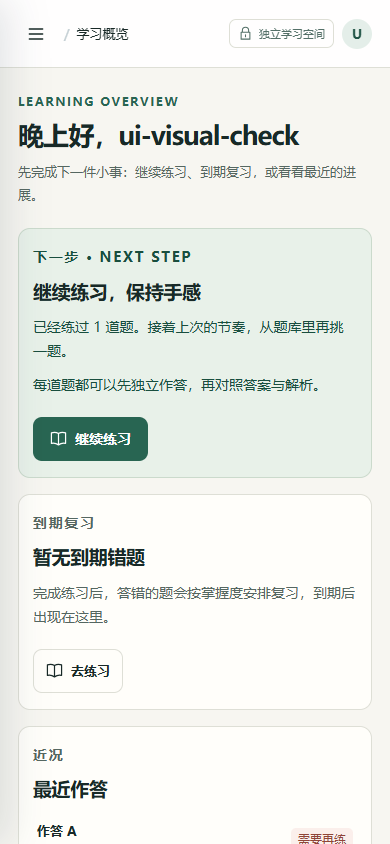 / 学习概览
独立学习空间
U
LEARNING OVERVIEW
晚上好，ui-visual-check
先完成下一件小事：继续练习、到期复习，或看看最近的进
展。
下一步 • NEXT STEP
继续练习，保持手感
已经练过 1 道题。接着上次的节奏，从题库里再挑
一题。
每道题都可以先独立作答，再对照答案与解析。
继续练习
到期复习
暂无到期错题
完成练习后，答错的题会按掌握度安排复习，到期后
出现在这里。
去练习
近况
最近作答
作答 A
需要再练